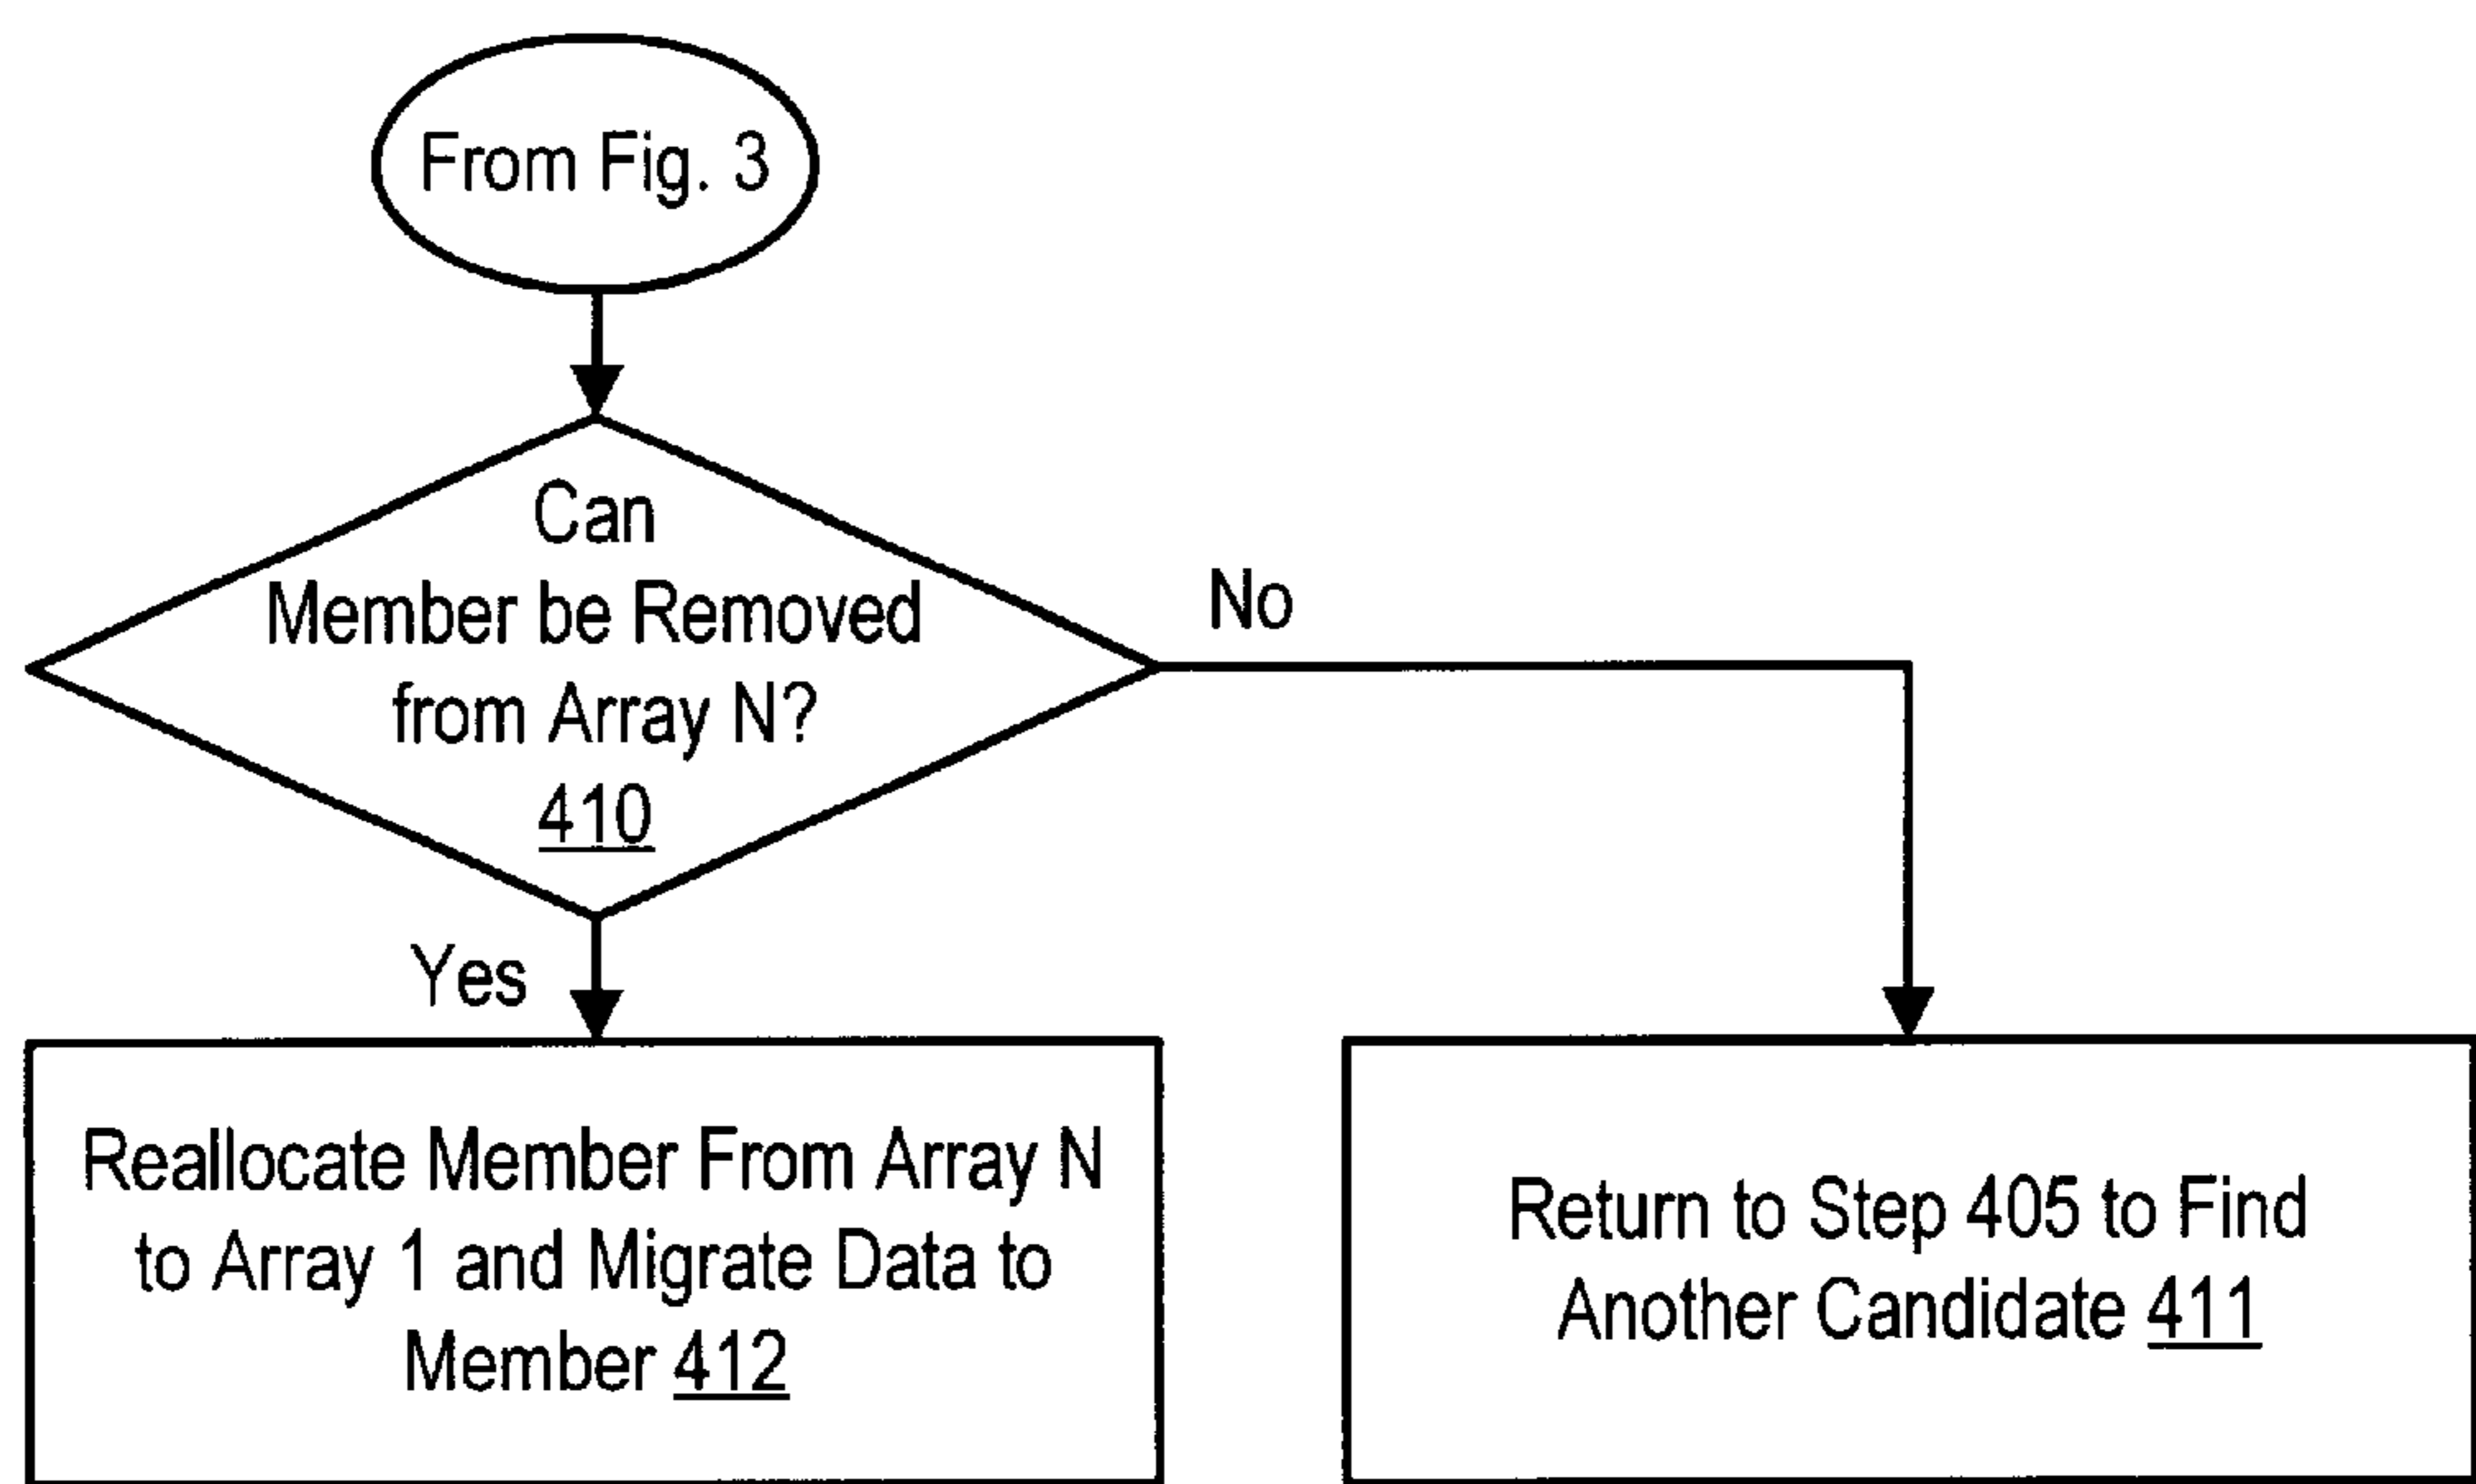 From Fig. 3
Can
Member be Removed
from Array N?
410
No
Yes
Reallocate Member From Array N
to Array 1 and Migrate Data to
Member 412
Return to Step 405 to Find
Another Candidate 411